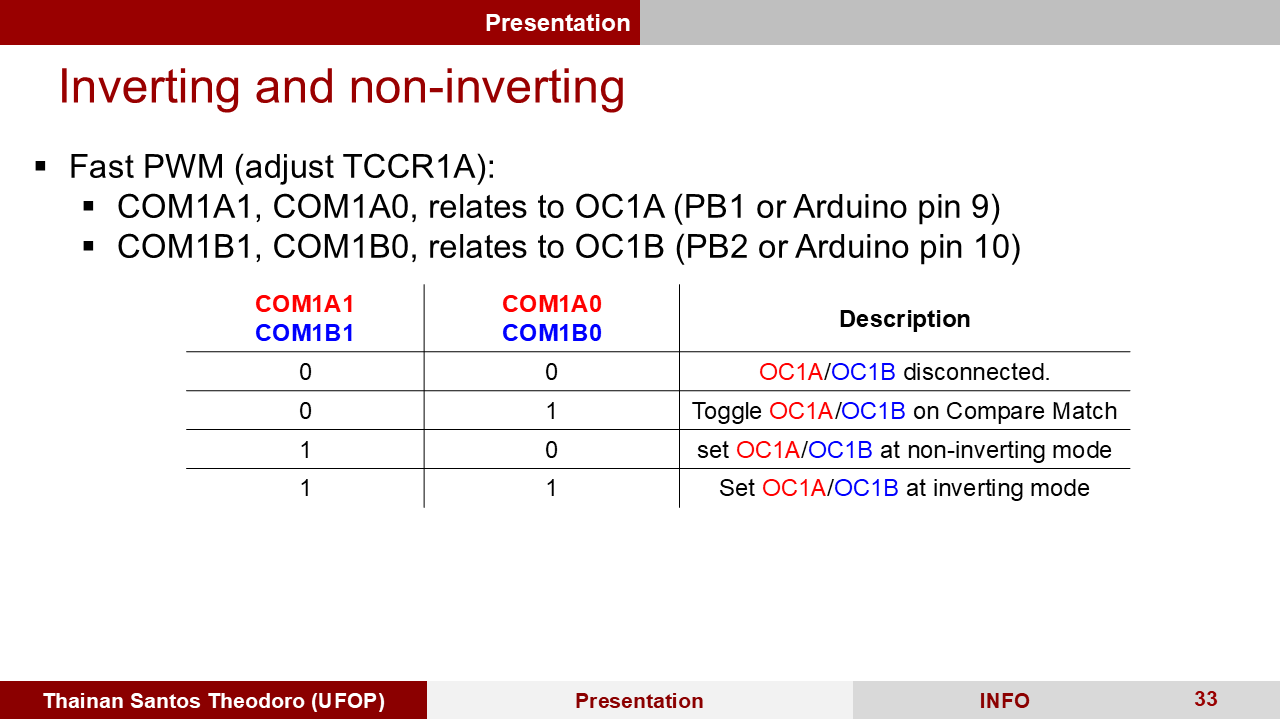 Presentation
Inverting and non-inverting
▪ Fast PWM (adjust TCCR1A):
▪ COM1A1, COM1A0, relates to OC1A (PB1 or Arduino pin 9)
▪ COM1B1, COM1B0, relates to OC1B (PB2 or Arduino pin 10)
COM1A1 COM1A0
COM1B1 COM1B0 Description
0 0 OC1A/OC1B disconnected.
0 1 Toggle OC1A/OC1B on Compare Match
1 0 set OC1A/OC1B at non-inverting mode
1 1 Set OC1A/OC1B at inverting mode
Thainan Santos Theodoro (UFOP) Presentation INFO 33